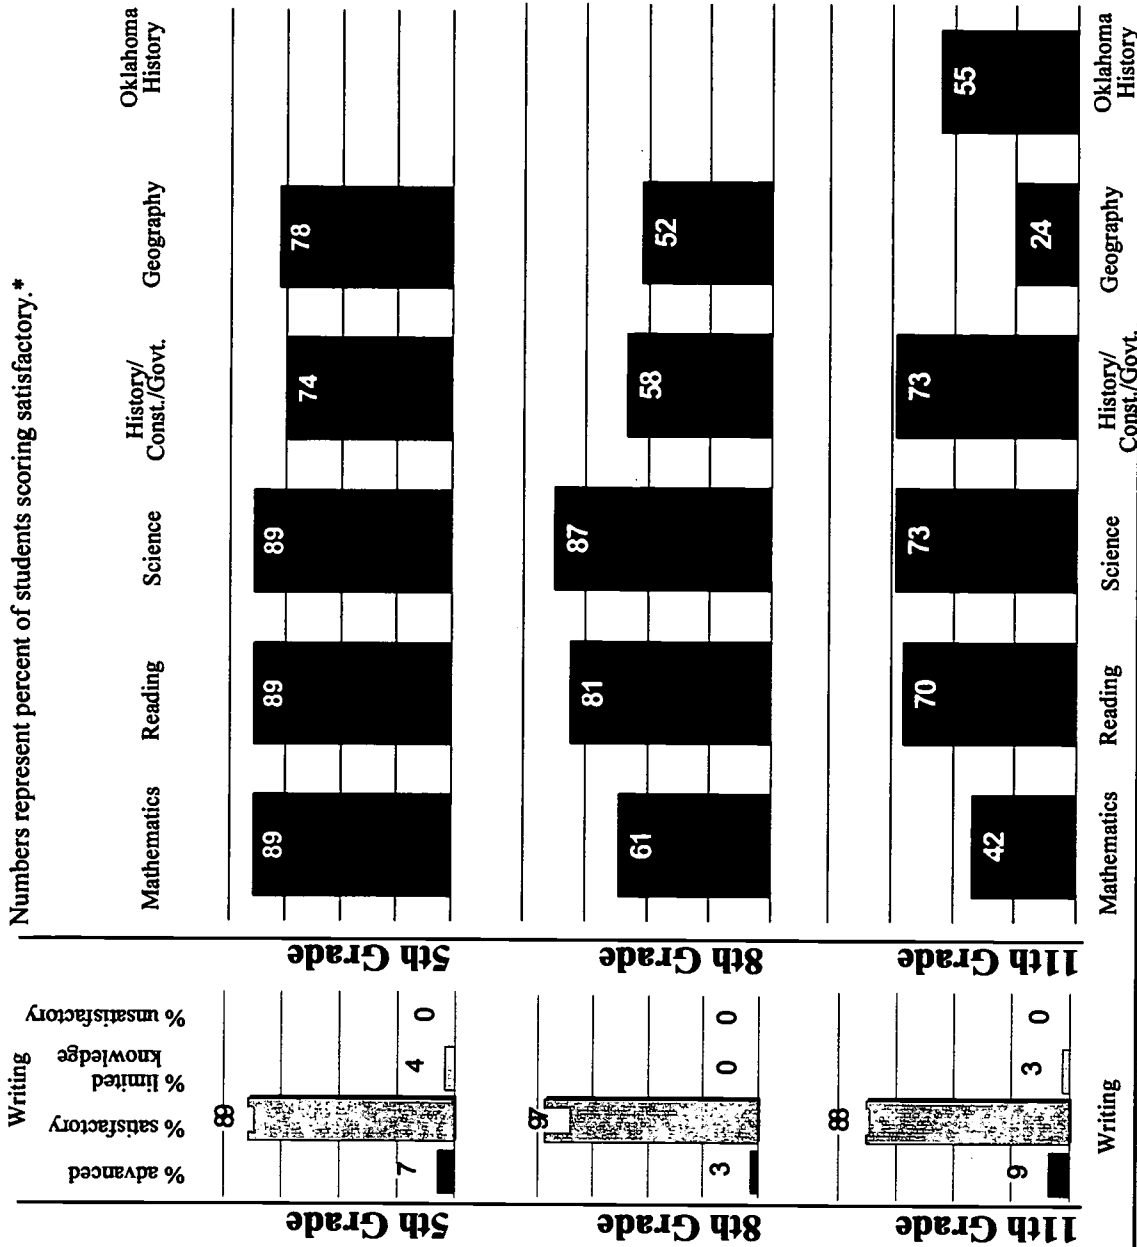 Numbers represent percent of students scoring satisfactory.*
Writing
% advanced
% satisfactory
% limited
knowledge
% unsatisfactory
Mathematics
Reading
Science
History/
Const./Govt.
Geography
Oklahoma
History
5th Grade
7
89
4
0
5th Grade
89
89
89
74
78
8th Grade
3
97
0
0
8th Grade
61
81
87
58
52
11th Grade
9
88
3
0
11th Grade
42
70
73
73
24
55
Writing
Mathematics
Reading
Science
History/
Const./Govt.
Geography
Oklahoma
History